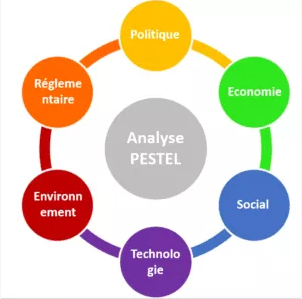 Politique
Economie
Social
Technolo
gie
Environn
ement
Régleme
ntaire
Analyse
PESTEL